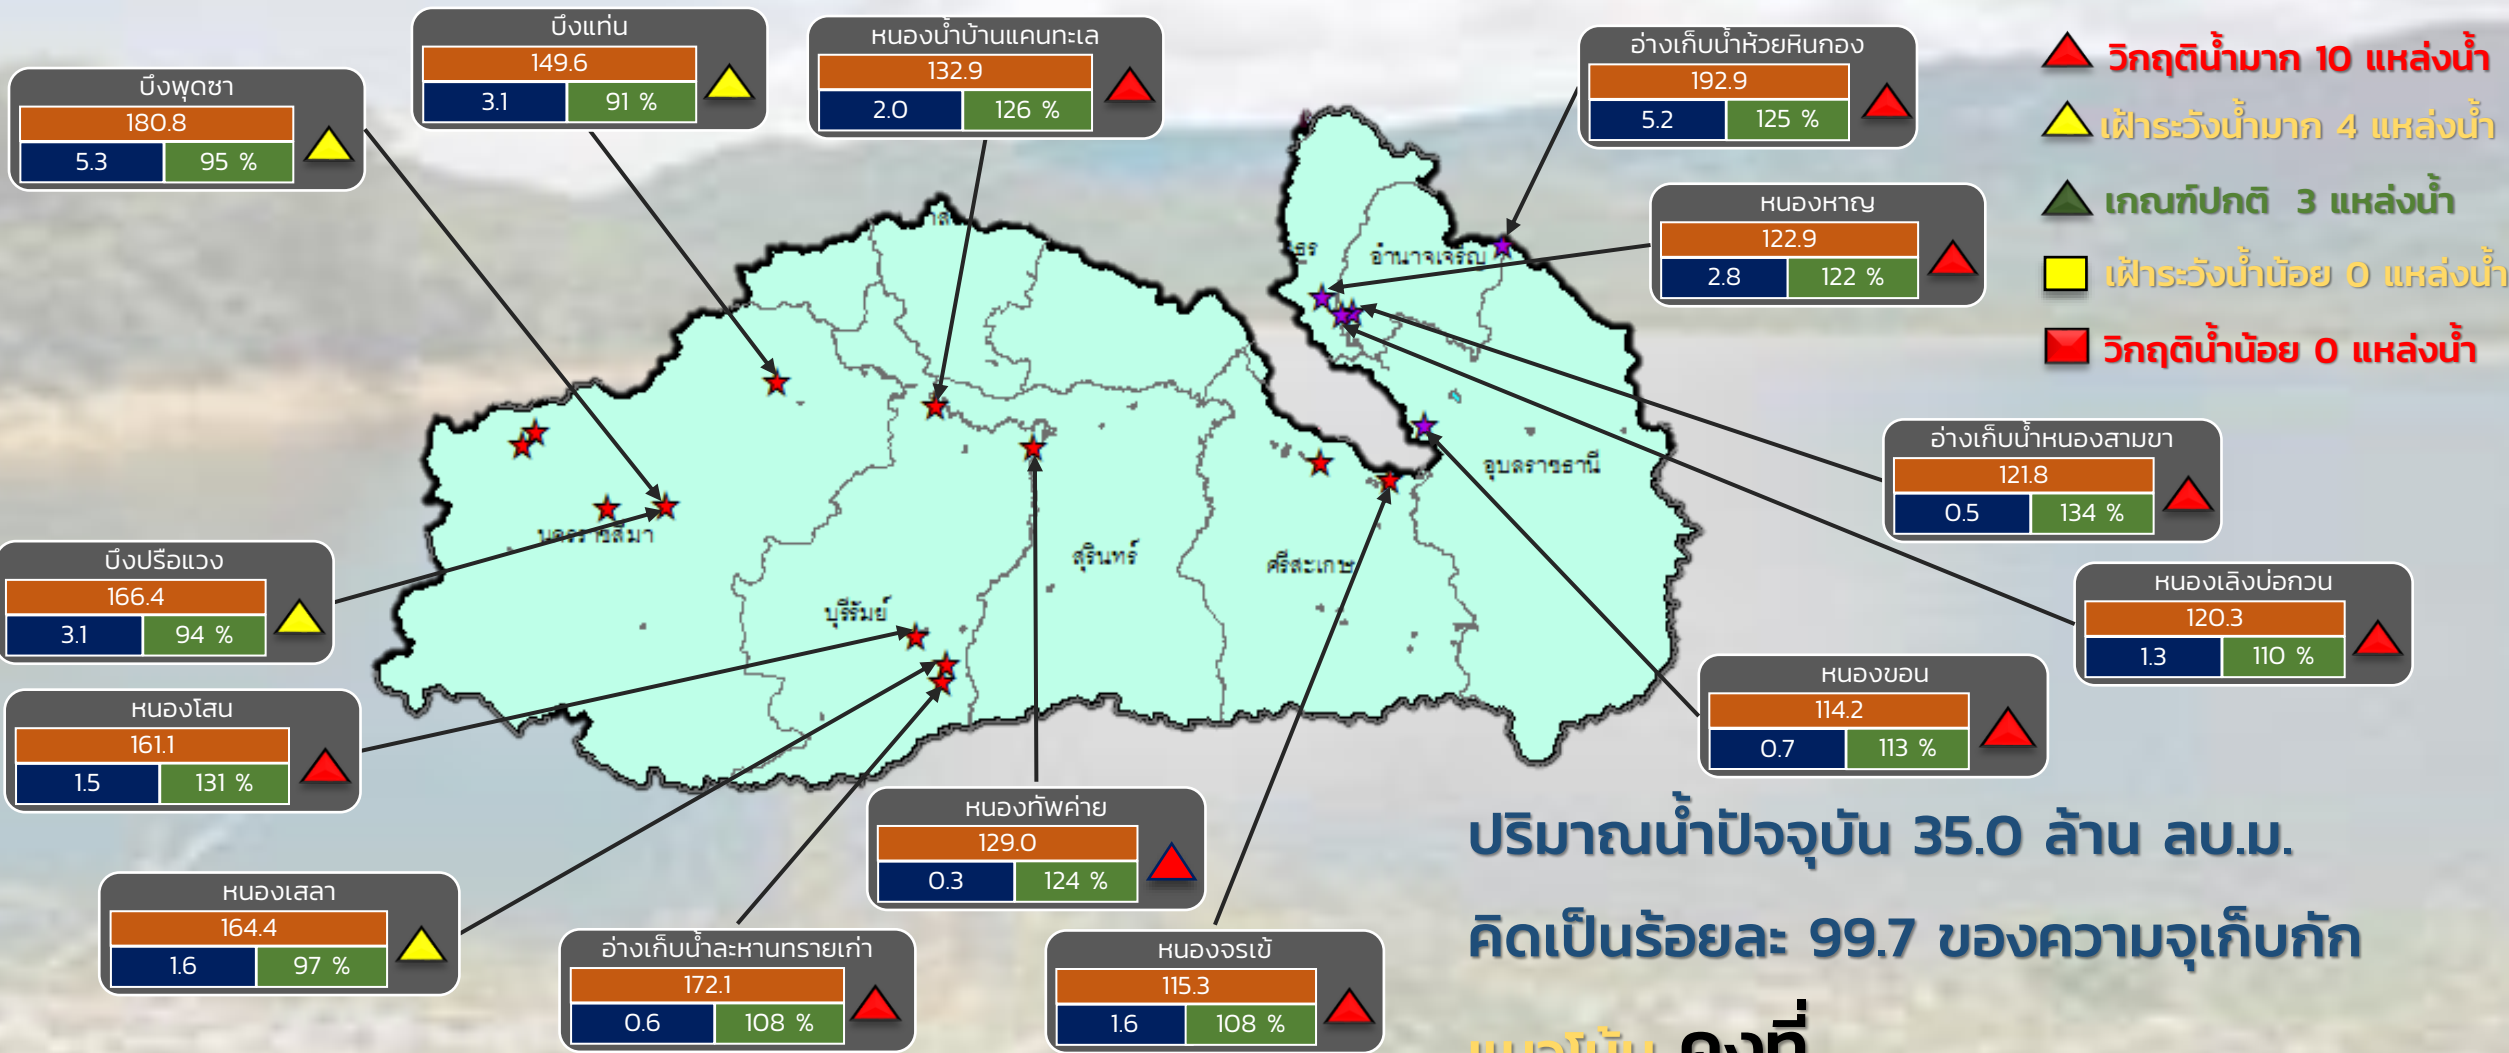 บึงแท่น
149.6
3.1 91 %
หนองน้ำบ้านแคนทะเล
132.9
2.0 126 %
อ่างเก็บน้ำห้วยหินกอง
192.9
5.2 125 %
วิกฤติน้ำมาก 10 แหล่งน้ำ
เฝ้าระวังน้ำมาก 4 แหล่งน้ำ
เกณฑ์ปกติ 3 แหล่งน้ำ
เฝ้าระวังน้ำน้อย 0 แหล่งน้ำ
วิกฤติน้ำน้อย 0 แหล่งน้ำ
บึงพุดซา
180.8
5.3 95 %
หนองหาญ
122.9
2.8 122 %
อำนาจเจริญ
อ่างเก็บน้ำหนองสามขา
121.8
0.5 134 %
อุบลราชธานี
นครราชสีมา
สุรินทร์
ศรีสะเกษ
บุรีรัมย์
บึงปรือแวง
166.4
3.1 94 %
หนองเลิงบ่อกวน
120.3
1.3 110 %
หนองขอน
114.2
0.7 113 %
หนองโสน
161.1
1.5 131 %
หนองทัพค่าย
129.0
0.3 124 %
หนองเสลา
164.4
1.6 97 %
อ่างเก็บน้ำละหานทรายเก่า
172.1
0.6 108 %
หนองจรเข้
115.3
1.6 108 %
ปริมาณน้ำปัจจุบัน 35.0 ล้าน ลบ.ม.
คิดเป็นร้อยละ 99.7 ของความจุเก็บกัก
แนวโน้ม คงที่